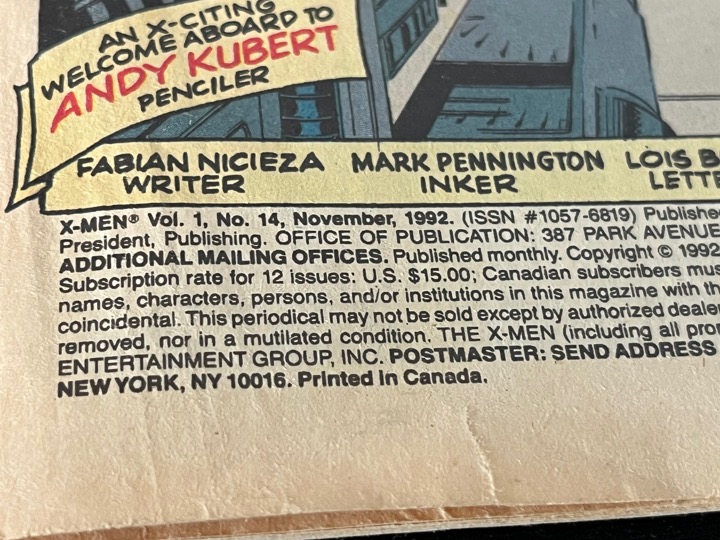 AN X-CITING
WELCOME ABOARD TO
ANDY KUBERT
PENCILER
FABIAN NICIEZA MARK PENNINGTON LOIS
WRITER INKER
X-MEN® Vol. 1, No. 14, November, 1992. (ISSN #1057-6819)
President, Publishing. OFFICE OF PUBLICATION: 387 PARK AVENUE
ADDITIONAL MAILING OFFICES. Published monthly. Copyright © 1992
Subscription rate for 12 issues: U.S. $15.00; Canadian subscribers
names, characters, persons, and/or institutions in this magazine with
coincidental. This periodical may not be sold except by authorized
removed, nor in a mutilated condition. THE X-MEN (including all
ENTERTAINMENT GROUP, INC. POSTMASTER: SEND ADDRESS
NEW YORK, NY 10016. Printed in Canada.